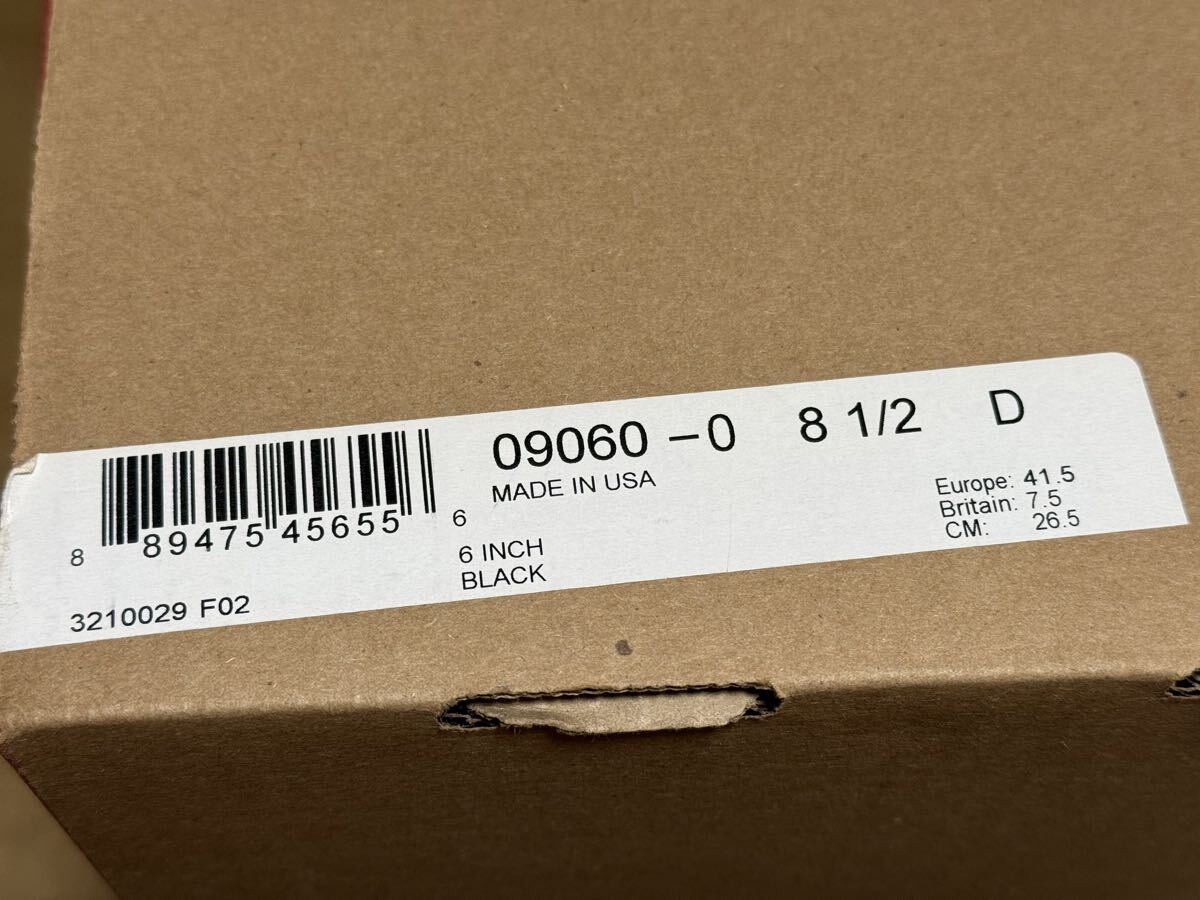 09060 -0 8 1/2 D
MADE IN USA
8 89475 45655 6
6 INCH
BLACK
3210029 F02
Europe: 41.5
Britain: 7.5
CM: 26.5